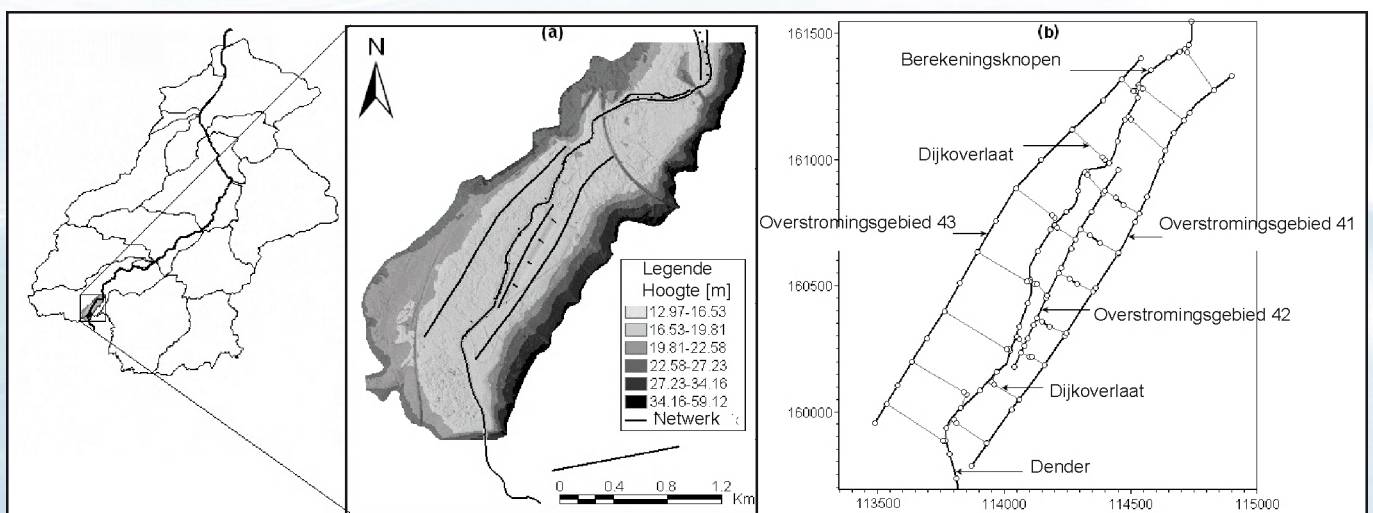 (a)
N
Legende
Hoogte [m]
12.97-16.53
16.53-19.81
19.81-22.58
22.58-27.23
27.23-34.16
34.16-59.12
Netwerk
0 0.4 0.8 1.2
Km
(b)
161500
161000
160500
160000
113500 114000 114500 115000
Berekeningsknopen
Dijkoverlaat
Overstromingsgebied 43
Overstromingsgebied 41
Overstromingsgebied 42
Dijkoverlaat
Dender